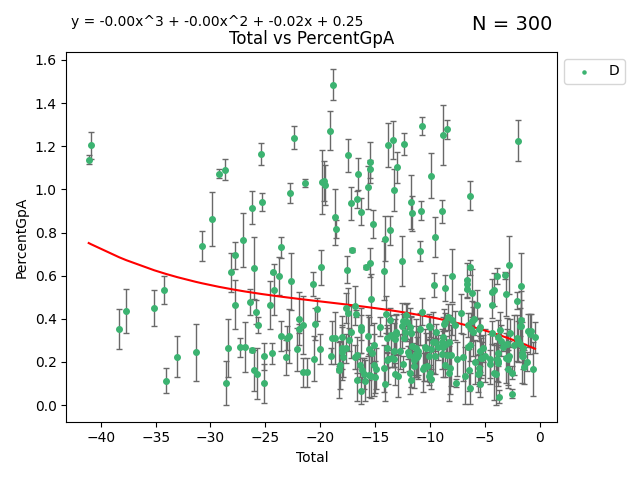 y = -0.00x^3 + -0.00x^2 + -0.02x + 0.25
N = 300
Total vs PercentGpA
D
1.6
1.4
1.2
1.0
0.8
0.6
0.4
0.2
0.0
PercentGpA
−40 −35 −30 −25 −20 −15 −10 −5 0
Total